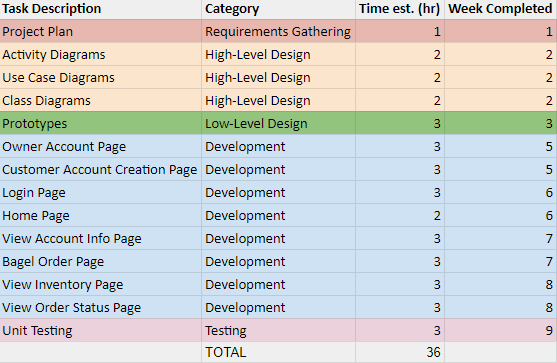 Task Description Category Time est. (hr) Week Completed
Project Plan Requirements Gathering 1 1
Activity Diagrams High-Level Design 2 2
Use Case Diagrams High-Level Design 2 2
Class Diagrams High-Level Design 2 2
Prototypes Low-Level Design 3 3
Owner Account Page Development 3 5
Customer Account Creation Page Development 3 5
Login Page Development 3 6
Home Page Development 2 6
View Account Info Page Development 3 7
Bagel Order Page Development 3 7
View Inventory Page Development 3 8
View Order Status Page Development 3 8
Unit Testing Testing 3 9
TOTAL 36